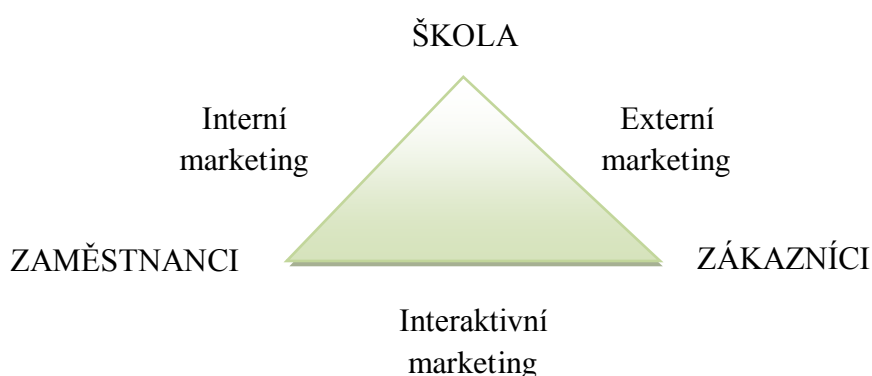 ŠKOLA
Interní
marketing
Externí
marketing
ZAMĚSTNANCI
ZÁKAZNÍCI
Interaktivní
marketing